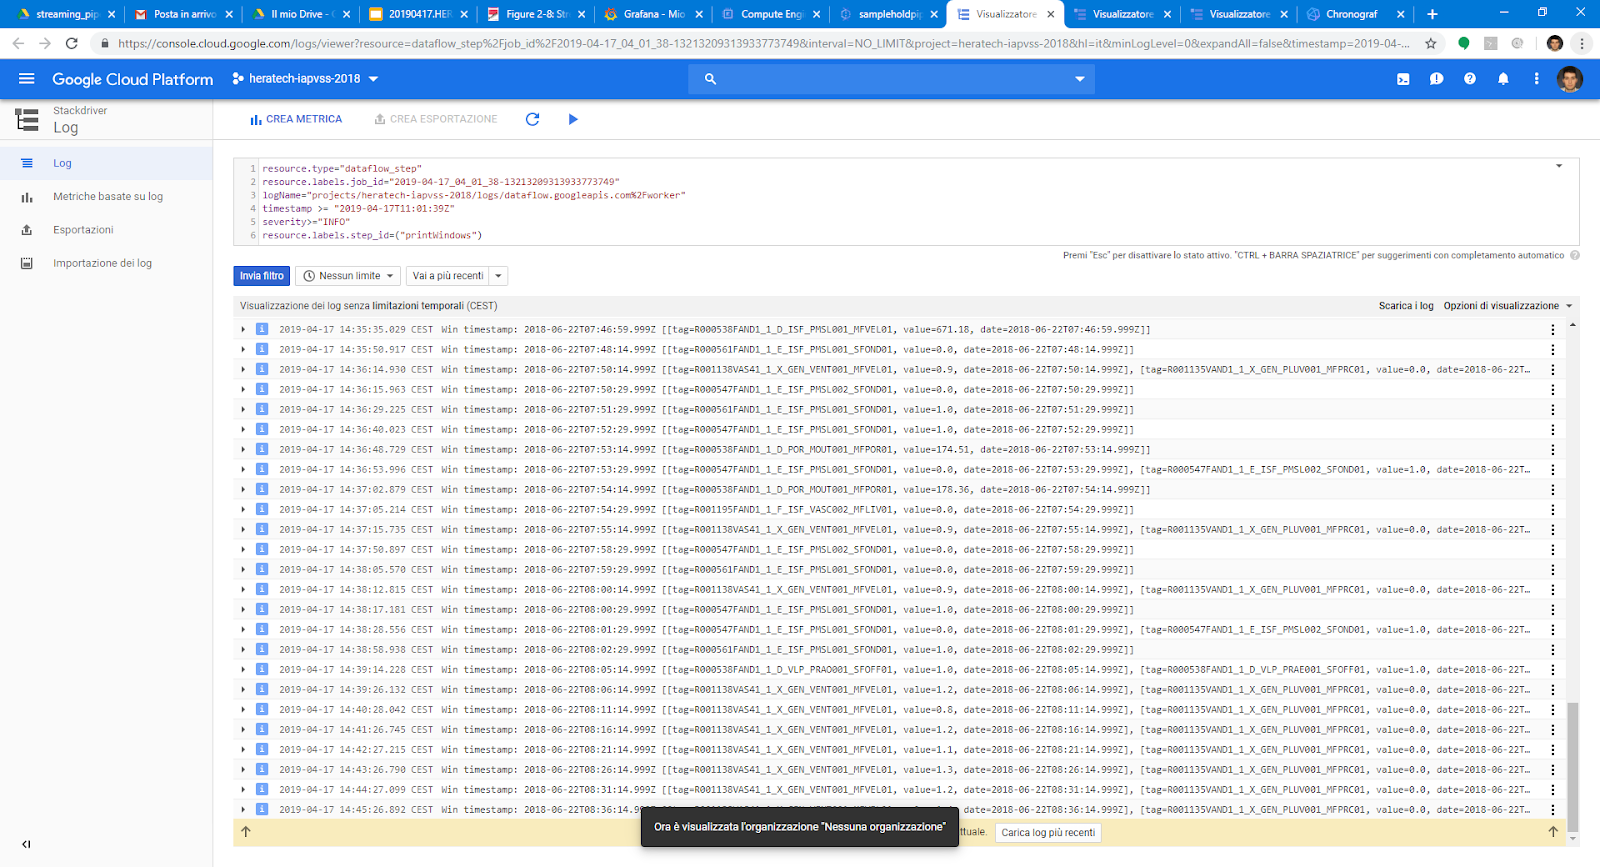 streaming_pip
Posta in arrivo
Il mio Drive - G
20190417.HER
Figure 2-8: Str
Grafana - Mio
Compute Engi
sampleholdpip
Visualizzatore
Visualizzatore
Visualizzatore
Chronograf
https://console.cloud.google.com/logs/viewer?resource=dataflow_step%2Fjob_id%2F2019-04-17_04_01_38-13213209313933773749&interval=NO_LIMIT&project=heratech-iapvss-2018&hl=it&minLogLevel=0&expandAll=false&timestamp=2019-04-...
Google Cloud Platform
heratech-iapvss-2018
Stackdriver
Log
CREA METRICA
CREA ESPORTAZIONE
Log
Metriche basate su log
Esportazioni
Importazione dei log
1 resource.type="dataflow_step"
2 resource.labels.job_id="2019-04-17_04_01_38-13213209313933773749"
3 logName="projects/heratech-iapvss-2018/logs/dataflow.googleapis.com%2Fworker"
4 timestamp >= "2019-04-17T11:01:39Z"
5 severity>="INFO"
6 resource.labels.step_id=("printWindows")
Premi "Esc" per disattivare lo stato attivo. "CTRL + BARRA SPAZIATRICE" per suggerimenti con completamento automatico
Invia filtro
Nessun limite
Vai a più recenti
Visualizzazione dei log senza limitazioni temporali (CEST)
Scarica i log
Opzioni di visualizzazione
2019-04-17 14:35:35.029 CEST Win timestamp: 2018-06-22T07:46:59.999Z [[tag=R000538FAND1_1_D_ISF_PMSL001_MFVEL01, value=671.18, date=2018-06-22T07:46:59.999Z]]
2019-04-17 14:35:50.917 CEST Win timestamp: 2018-06-22T07:48:14.999Z [[tag=R000561FAND1_1_E_ISF_PMSL001_SFOND01, value=0.0, date=2018-06-22T07:48:14.999Z]]
2019-04-17 14:36:14.930 CEST Win timestamp: 2018-06-22T07:50:14.999Z [[tag=R001138VAS41_1_X_GEN_VENT001_MFVEL01, value=0.9, date=2018-06-22T07:50:14.999Z], [tag=R001135VAND1_1_X_GEN_PLUV001_MFPRC01, value=0.0, date=2018-06-22T...
2019-04-17 14:36:15.963 CEST Win timestamp: 2018-06-22T07:50:29.999Z [[tag=R000547FAND1_1_E_ISF_PMSL002_SFOND01, value=0.0, date=2018-06-22T07:50:29.999Z]]
2019-04-17 14:36:29.225 CEST Win timestamp: 2018-06-22T07:51:29.999Z [[tag=R000561FAND1_1_E_ISF_PMSL001_SFOND01, value=1.0, date=2018-06-22T07:51:29.999Z]]
2019-04-17 14:36:40.023 CEST Win timestamp: 2018-06-22T07:52:29.999Z [[tag=R000547FAND1_1_E_ISF_PMSL001_SFOND01, value=1.0, date=2018-06-22T07:52:29.999Z]]
2019-04-17 14:36:48.729 CEST Win timestamp: 2018-06-22T07:53:14.999Z [[tag=R000538FAND1_1_D_POR_MOUT001_MFPOR01, value=174.51, date=2018-06-22T07:53:14.999Z]]
2019-04-17 14:36:53.996 CEST Win timestamp: 2018-06-22T07:53:29.999Z [[tag=R000547FAND1_1_E_ISF_PMSL001_SFOND01, value=0.0, date=2018-06-22T07:53:29.999Z], [tag=R000547FAND1_1_E_ISF_PMSL002_SFOND01, value=1.0, date=2018-06-22T...
2019-04-17 14:37:02.879 CEST Win timestamp: 2018-06-22T07:54:14.999Z [[tag=R000538FAND1_1_D_POR_MOUT001_MFPOR01, value=178.36, date=2018-06-22T07:54:14.999Z]]
2019-04-17 14:37:05.214 CEST Win timestamp: 2018-06-22T07:54:29.999Z [[tag=R001195FAND1_1_F_ISF_VASC002_MFLIV01, value=0.0, date=2018-06-22T07:54:29.999Z]]
2019-04-17 14:37:15.735 CEST Win timestamp: 2018-06-22T07:55:14.999Z [[tag=R001138VAS41_1_X_GEN_VENT001_MFVEL01, value=0.9, date=2018-06-22T07:55:14.999Z], [tag=R001135VAND1_1_X_GEN_PLUV001_MFPRC01, value=0.0, date=2018-06-22T...
2019-04-17 14:37:50.897 CEST Win timestamp: 2018-06-22T07:58:29.999Z [[tag=R000547FAND1_1_E_ISF_PMSL002_SFOND01, value=0.0, date=2018-06-22T07:58:29.999Z]]
2019-04-17 14:38:05.570 CEST Win timestamp: 2018-06-22T07:59:29.999Z [[tag=R000561FAND1_1_E_ISF_PMSL001_SFOND01, value=0.0, date=2018-06-22T07:59:29.999Z]]
2019-04-17 14:38:12.815 CEST Win timestamp: 2018-06-22T08:00:14.999Z [[tag=R001138VAS41_1_X_GEN_VENT001_MFVEL01, value=0.9, date=2018-06-22T08:00:14.999Z], [tag=R001135VAND1_1_X_GEN_PLUV001_MFPRC01, value=0.0, date=2018-06-22T...
2019-04-17 14:38:17.181 CEST Win timestamp: 2018-06-22T08:00:29.999Z [[tag=R000547FAND1_1_E_ISF_PMSL001_SFOND01, value=1.0, date=2018-06-22T08:00:29.999Z]]
2019-04-17 14:38:28.556 CEST Win timestamp: 2018-06-22T08:01:29.999Z [[tag=R000547FAND1_1_E_ISF_PMSL001_SFOND01, value=0.0, date=2018-06-22T08:01:29.999Z], [tag=R000547FAND1_1_E_ISF_PMSL002_SFOND01, value=1.0, date=2018-06-22T...
2019-04-17 14:38:58.938 CEST Win timestamp: 2018-06-22T08:02:29.999Z [[tag=R000561FAND1_1_E_ISF_PMSL001_SFOND01, value=1.0, date=2018-06-22T08:02:29.999Z]]
2019-04-17 14:39:14.228 CEST Win timestamp: 2018-06-22T08:05:14.999Z [[tag=R000538FAND1_1_D_VLP_PRAO001_SFOFF01, value=1.0, date=2018-06-22T08:05:14.999Z], [tag=R000538FAND1_1_D_VLP_PRAE001_SFOFF01, value=1.0, date=2018-06-22T...
2019-04-17 14:39:26.132 CEST Win timestamp: 2018-06-22T08:06:14.999Z [[tag=R001138VAS41_1_X_GEN_VENT001_MFVEL01, value=1.2, date=2018-06-22T08:06:14.999Z], [tag=R001135VAND1_1_X_GEN_PLUV001_MFPRC01, value=0.0, date=2018-06-22T...
2019-04-17 14:40:28.042 CEST Win timestamp: 2018-06-22T08:11:14.999Z [[tag=R001138VAS41_1_X_GEN_VENT001_MFVEL01, value=0.8, date=2018-06-22T08:11:14.999Z], [tag=R001135VAND1_1_X_GEN_PLUV001_MFPRC01, value=0.0, date=2018-06-22T...
2019-04-17 14:41:26.745 CEST Win timestamp: 2018-06-22T08:16:14.999Z [[tag=R001138VAS41_1_X_GEN_VENT001_MFVEL01, value=1.2, date=2018-06-22T08:16:14.999Z], [tag=R001135VAND1_1_X_GEN_PLUV001_MFPRC01, value=0.0, date=2018-06-22T...
2019-04-17 14:42:27.215 CEST Win timestamp: 2018-06-22T08:21:14.999Z [[tag=R001138VAS41_1_X_GEN_VENT001_MFVEL01, value=1.1, date=2018-06-22T08:21:14.999Z], [tag=R001135VAND1_1_X_GEN_PLUV001_MFPRC01, value=0.0, date=2018-06-22T...
2019-04-17 14:43:26.790 CEST Win timestamp: 2018-06-22T08:26:14.999Z [[tag=R001138VAS41_1_X_GEN_VENT001_MFVEL01, value=1.3, date=2018-06-22T08:26:14.999Z], [tag=R001135VAND1_1_X_GEN_PLUV001_MFPRC01, value=0.0, date=2018-06-22T...
2019-04-17 14:44:27.099 CEST Win timestamp: 2018-06-22T08:31:14.999Z [[tag=R001138VAS41_1_X_GEN_VENT001_MFVEL01, value=1.2, date=2018-06-22T08:31:14.999Z], [tag=R001135VAND1_1_X_GEN_PLUV001_MFPRC01, value=0.0, date=2018-06-22T...
2019-04-17 14:45:26.892 CEST Win timestamp: 2018-06-22T08:36:14 date=2018-06-22T08:36:14.999Z], [tag=R001135VAND1_1_X_GEN_PLUV001_MFPRC01, value=0.0, date=2018-06-22T...
Ora è visualizzata l'organizzazione "Nessuna organizzazione"
ttuale.
Carica log più recenti